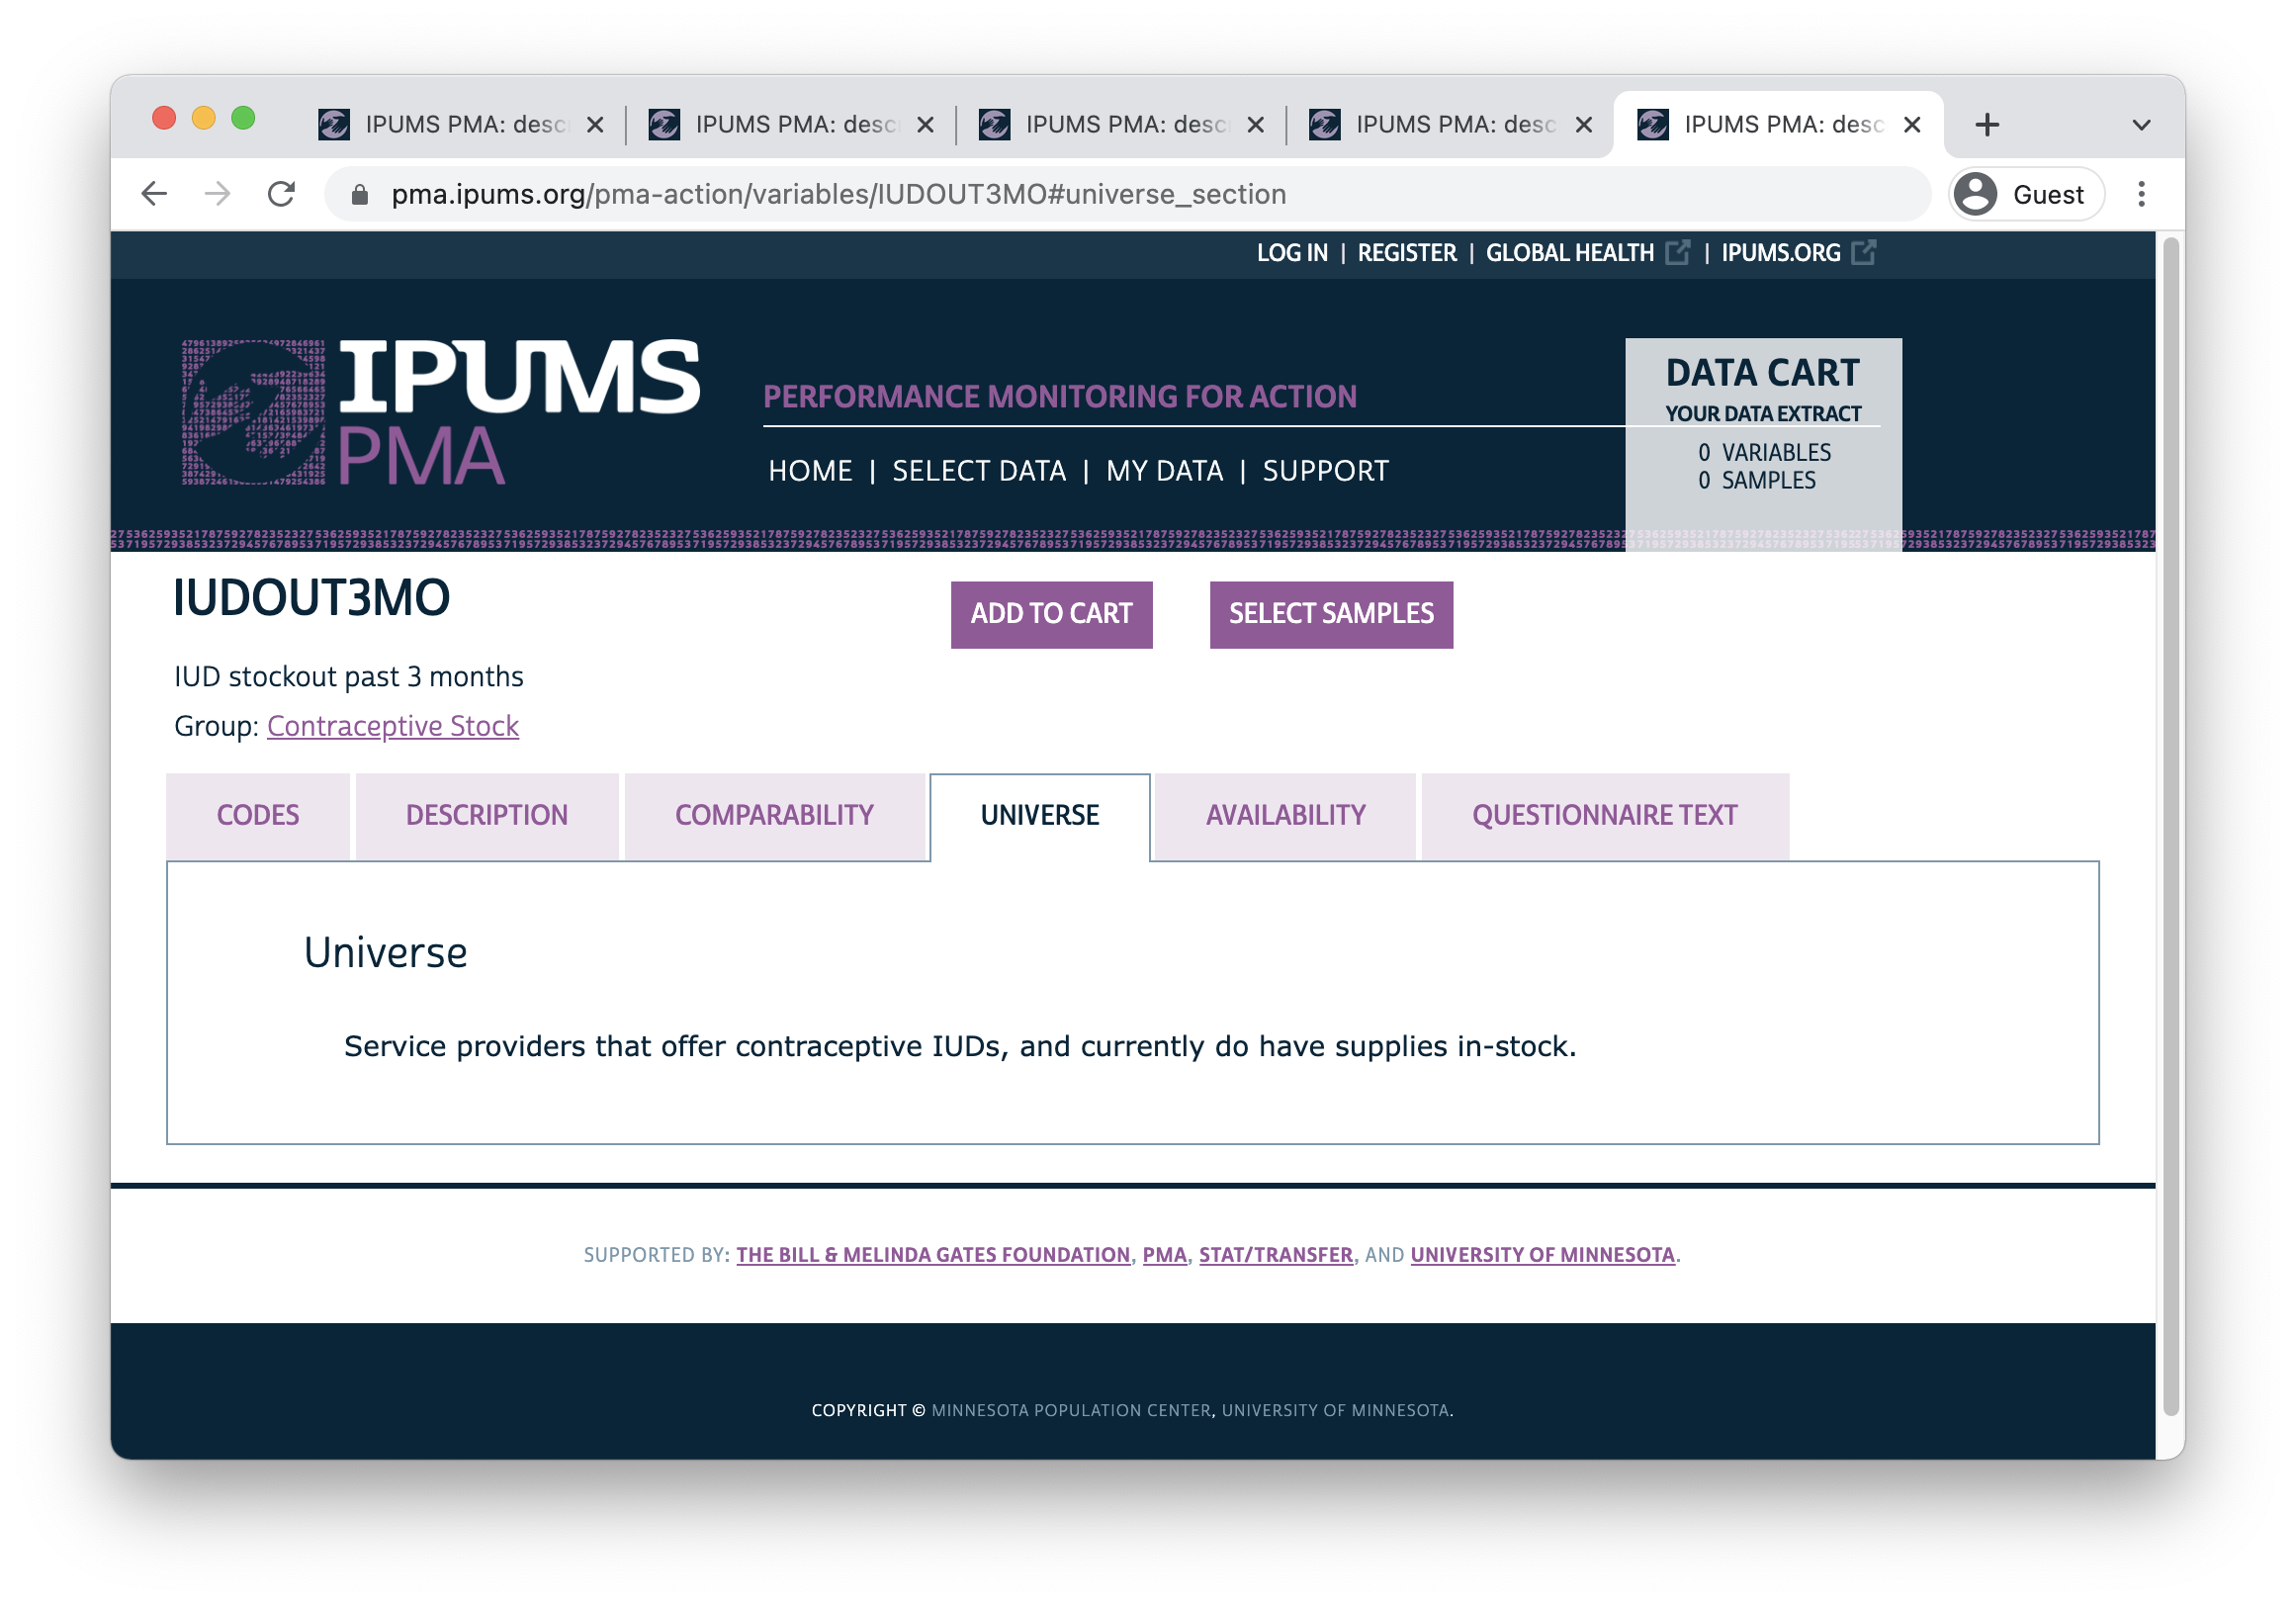 IPUMS PMA: desc
IPUMS PMA: desc
IPUMS PMA: desc
IPUMS PMA: desc
IPUMS PMA: desc
pma.ipums.org/pma-action/variables/IUDOUT3MO#universe_section
Guest
LOG IN | REGISTER | GLOBAL HEALTH | IPUMS.ORG
IPUMS
PMA
PERFORMANCE MONITORING FOR ACTION
HOME | SELECT DATA | MY DATA | SUPPORT
DATA CART
YOUR DATA EXTRACT
0 VARIABLES
0 SAMPLES
IUDOUT3MO
ADD TO CART
SELECT SAMPLES
IUD stockout past 3 months
Group: Contraceptive Stock
CODES
DESCRIPTION
COMPARABILITY
UNIVERSE
AVAILABILITY
QUESTIONNAIRE TEXT
Universe
Service providers that offer contraceptive IUDs, and currently do have supplies in-stock.
SUPPORTED BY: THE BILL & MELINDA GATES FOUNDATION, PMA, STAT/TRANSFER, AND UNIVERSITY OF MINNESOTA.
COPYRIGHT © MINNESOTA POPULATION CENTER, UNIVERSITY OF MINNESOTA.